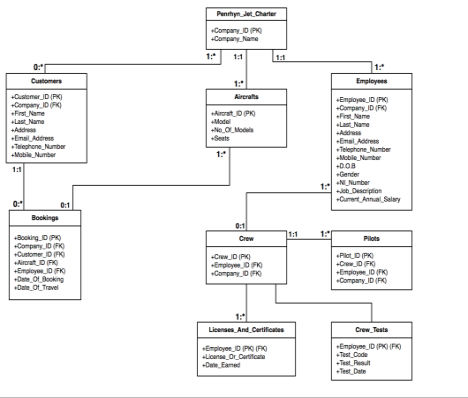 Penrhyn_Jet_Charter
+Company_ID (PK)
+Company_Name
1:*
1:1
1:1
0:*
1:*
1:*
Customers
+Customer_ID (PK)
+Company_ID (FK)
+First_Name
+Last_Name
+Address
+Email_Address
+Telephone_Number
+Mobile_Number
1:1
Aircrafts
+Aircraft_ID (PK)
+Model
+No_Of_Models
+Seats
1:*
Employees
+Employee_ID (PK)
+Company_ID (FK)
+First_Name
+Last_Name
+Address
+Email_Address
+Telephone_Number
+Mobile_Number
+D.O.B
+Gender
+NI_Number
+Job_Description
+Current_Annual_Salary
1:*
0:*
0:1
Bookings
+Booking_ID (PK)
+Company_ID (FK)
+Customer_ID (FK)
+Aircraft_ID (FK)
+Employee_ID (FK)
+Date_Of_Booking
+Date_Of_Travel
0:1
Crew
+Crew_ID (PK)
+Employee_ID (FK)
+Company_ID (FK)
1:1
1:*
Pilots
+Pilot_ID (PK)
+Crew_ID (FK)
+Employee_ID (FK)
+Company_ID (FK)
1:*
Licenses_And_Certificates
+Employee_ID (PK) (FK)
+License_Or_Certificate
+Date_Earned
Crew_Tests
+Employee_ID (PK) (FK)
+Test_Code
+Test_Result
+Test_Date